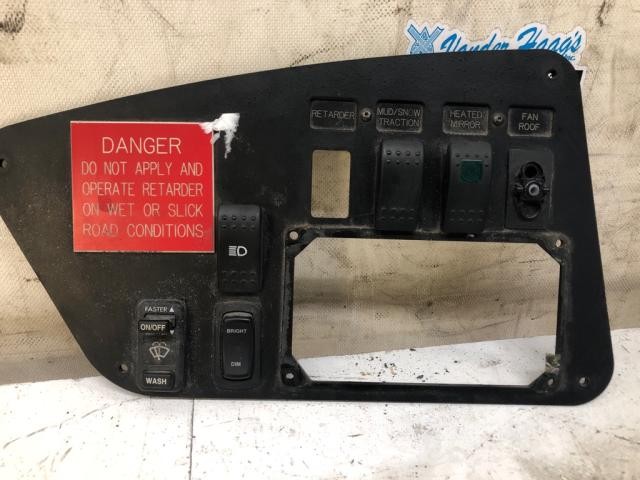 Vander Haag's
Inc.
RETARDER
MUD/SNOW
TRACTION
HEATED
MIRROR
FAN
ROOF
DANGER
DO NOT APPLY AND
OPERATE RETARDER
ON WET OR SLICK
ROAD CONDITIONS
FASTER ▲
ON/OFF
WASH
BRIGHT
DIM